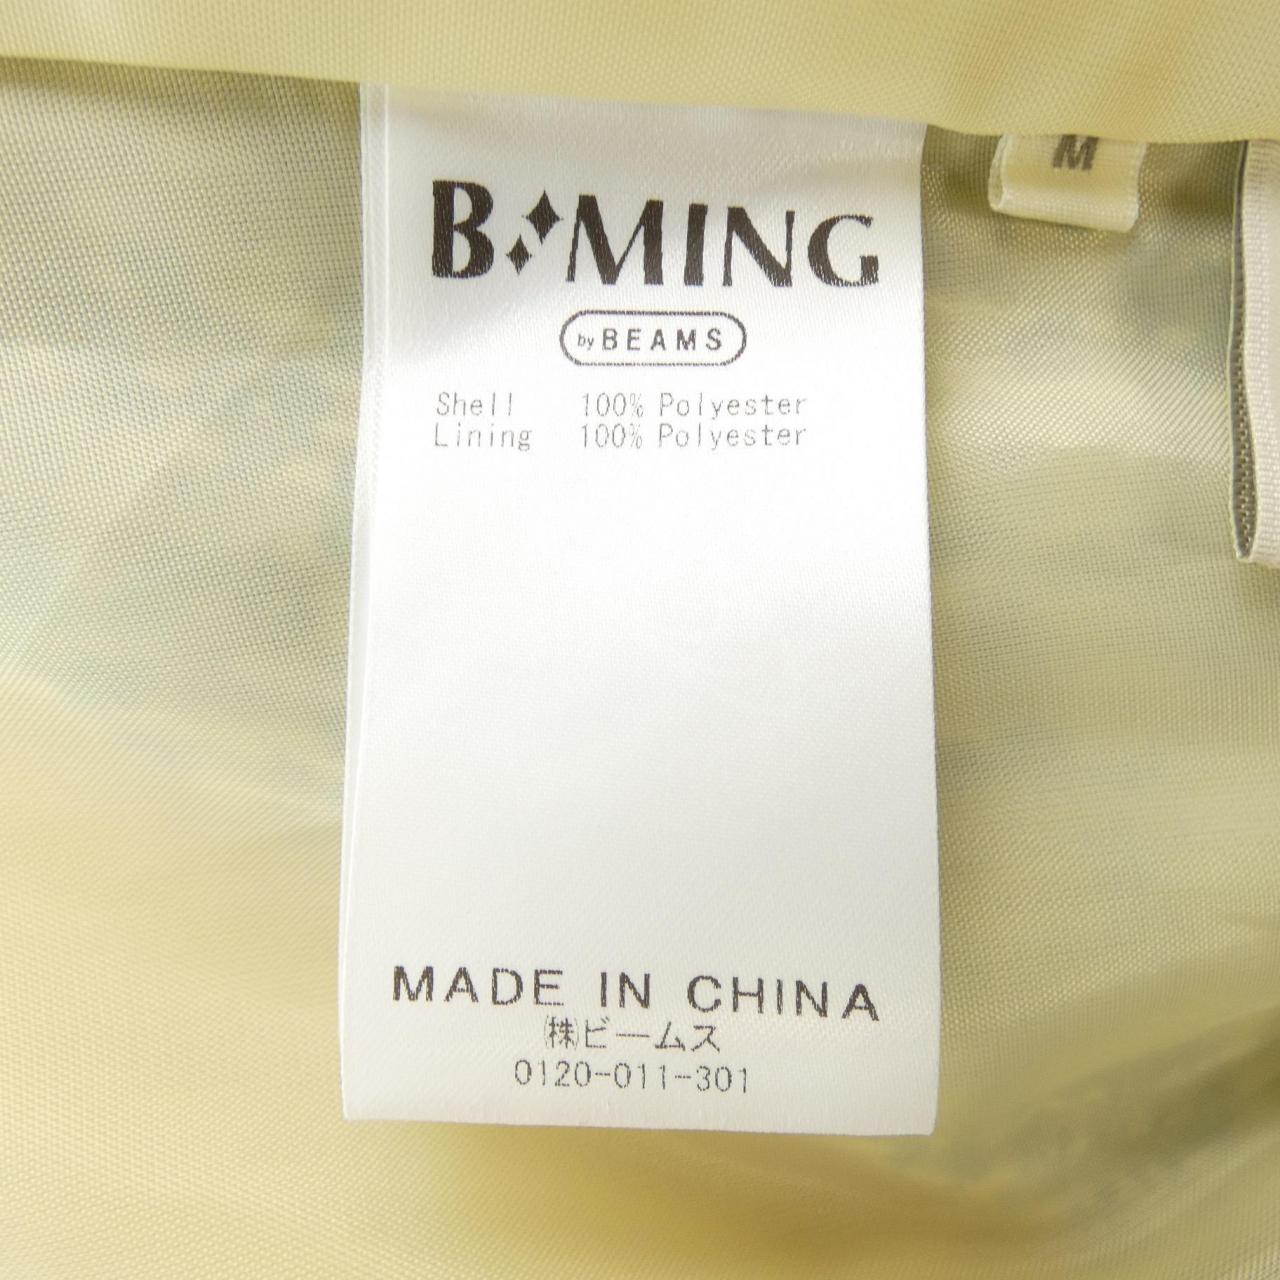 B MING
by BEAMS
Shell 100% Polyester
Lining 100% Polyester
MADE IN CHINA
㈱ビームス
0120-011-301
M